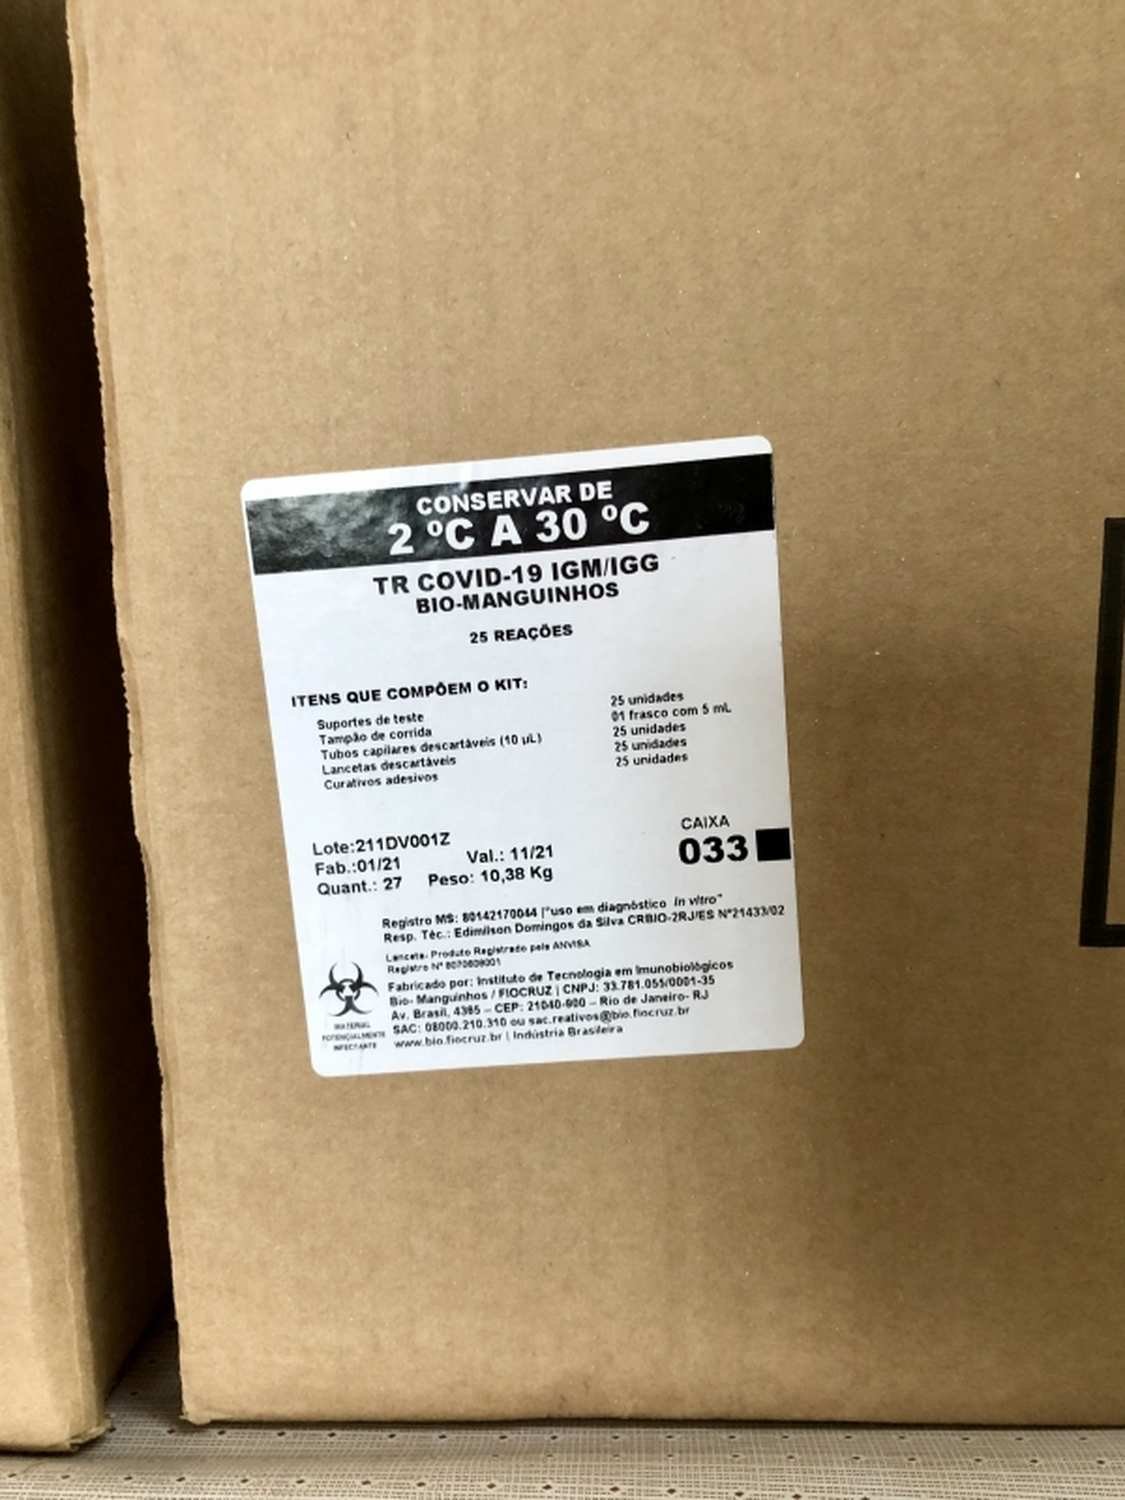 CONSERVAR DE
2 ºC A 30 ºC
TR COVID-19 IGM/IGG
BIO-MANGUINHOS
25 REAÇÕES
ITENS QUE COMPÕEM O KIT:
Suportes de teste 25 unidades
Tampão de corrida 01 frasco com 5 mL
Tubos capilares descartáveis (10 µL) 25 unidades
Lancetas descartáveis 25 unidades
Curativos adesivos 25 unidades
Lote:211DV001Z
Fab.:01/21 Val.: 11/21
Quant.: 27 Peso: 10,38 Kg
CAIXA
033
Registro MS: 80142170044 |"uso em diagnóstico In vitro"
Resp. Téc.: Edimilson Domingos da Silva CRBIO-2RJ/ES Nº21433/02
Lanceta- Produto Registrado pela ANVISA
Registro Nº
Fabricado por: Instituto de Tecnologia em Imunobiológicos
Bio- Manguinhos / FIOCRUZ | CNPJ: 33.781.055/0001-35
Av. Brasil, 4365 – CEP: 21040-900 – Rio de Janeiro- RJ
SAC: 08000.210.310 ou sac.reativos@bio.fiocruz.br
www.bio.fiocruz.br | Indústria Brasileira
MATERIAL
POTENCIALMENTE
INFECTANTE